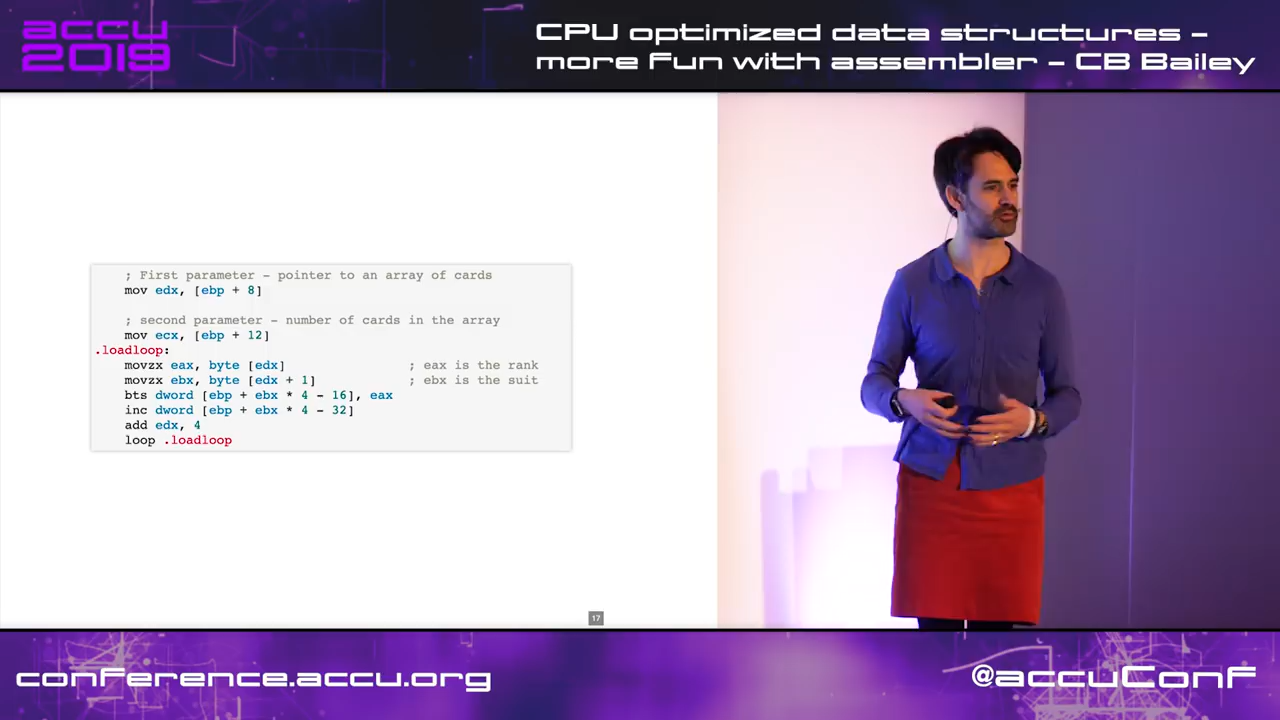 accu
2019
CPU optimized data structures -
more fun with assembler - CB Bailey
; First parameter - pointer to an array of cards
mov edx, [ebp + 8]
; second parameter - number of cards in the array
mov ecx, [ebp + 12]
.loadloop:
movzx eax, byte [edx] ; eax is the rank
movzx ebx, byte [edx + 1] ; ebx is the suit
bts dword [ebp + ebx * 4 - 16], eax
inc dword [ebp + ebx * 4 - 32]
add edx, 4
loop .loadloop
17
conference.accu.org
@accuConf